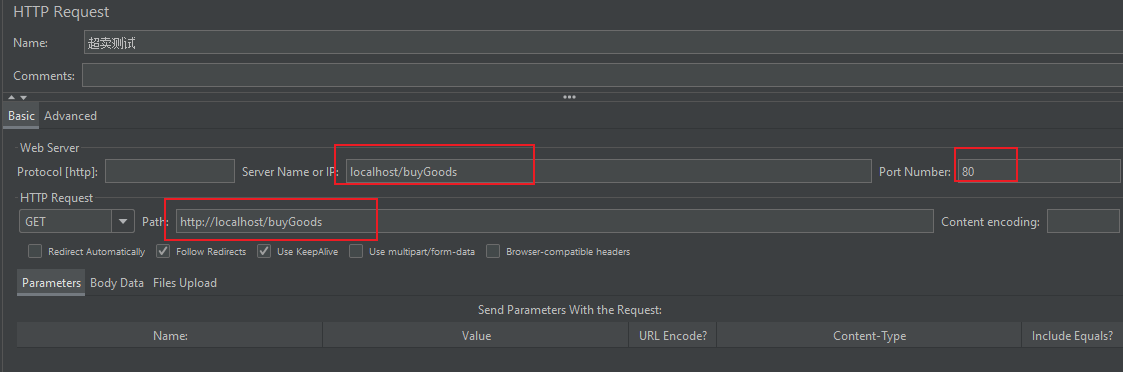 HTTP Request
Name: 超卖测试
Comments:
Basic Advanced
Web Server
Protocol [http]: Server Name or IP: localhost/buyGoods Port Number: 80
HTTP Request
GET Path: http://localhost/buyGoods Content encoding:
Redirect Automatically Follow Redirects Use KeepAlive Use multipart/form-data Browser-compatible headers
Parameters Body Data Files Upload
Send Parameters With the Request:
Name: Value URL Encode? Content-Type Include Equals?